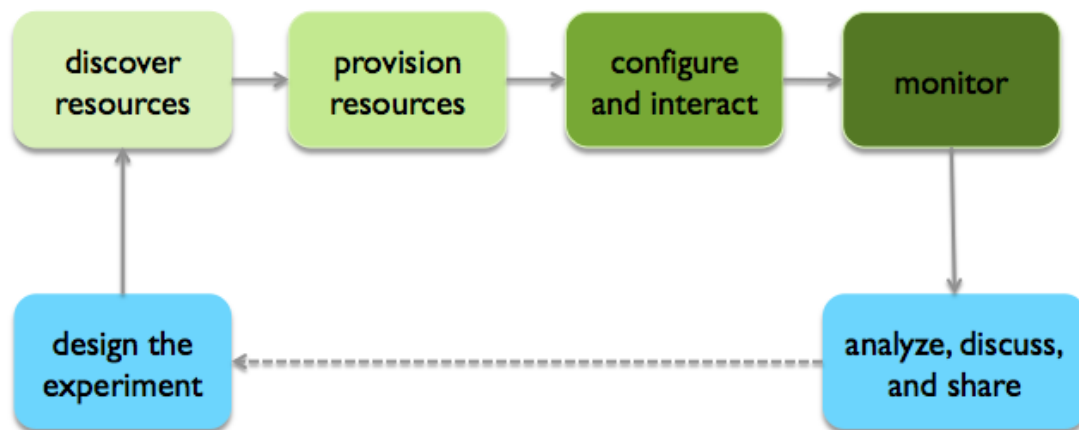 discover
resources
provision
resources
configure
and interact
monitor
design the
experiment
analyze, discuss,
and share